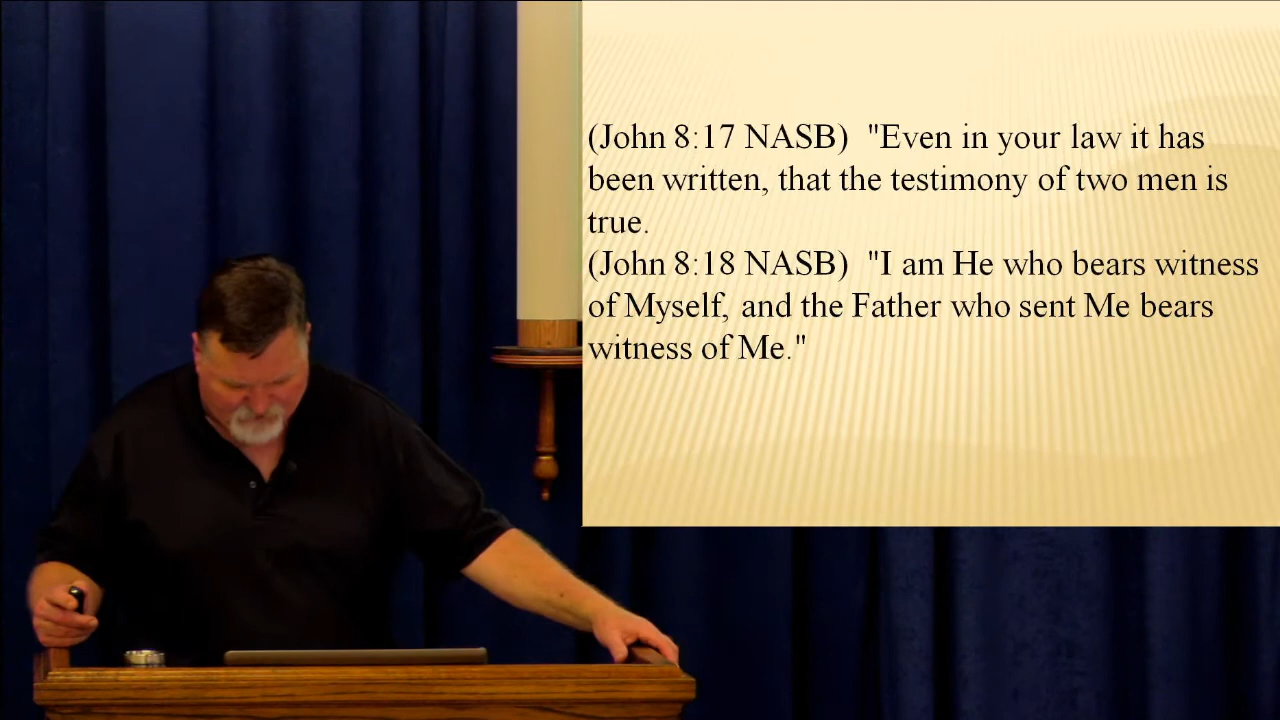 (John 8:17 NASB)  "Even in your law it has
been written, that the testimony of two men is
true.
(John 8:18 NASB)  "I am He who bears witness
of Myself, and the Father who sent Me bears
witness of Me."